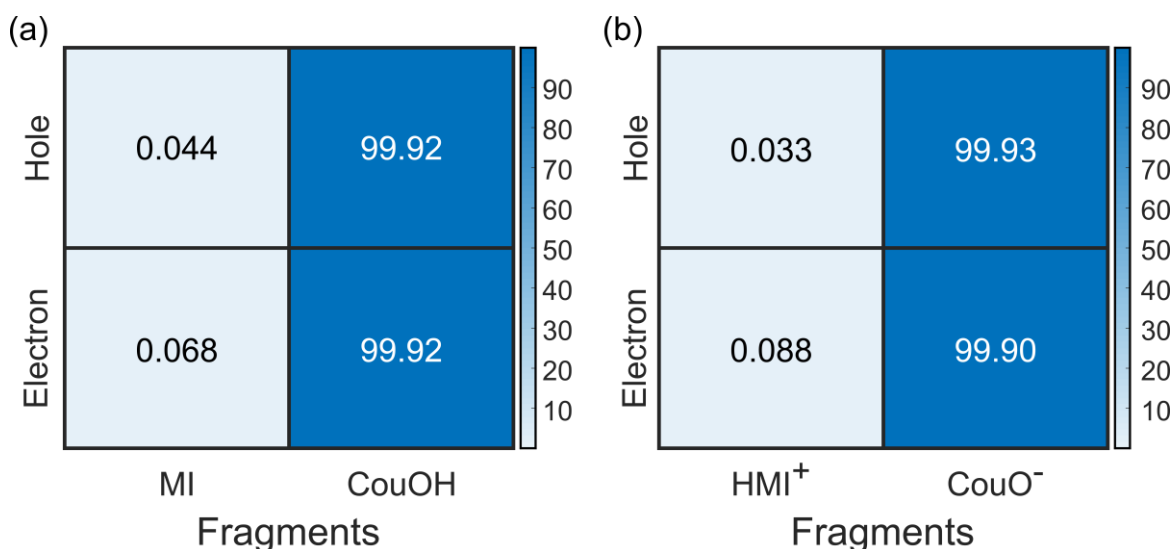 (a)
Hole
0.044 99.92
Electron
0.068 99.92
90
80
70
60
50
40
30
20
10
MI CouOH
Fragments
(b)
0.033 99.93
0.088 99.90
90
80
70
60
50
40
30
20
10
HMI⁺ CouO⁻
Fragments
Hole
Electron